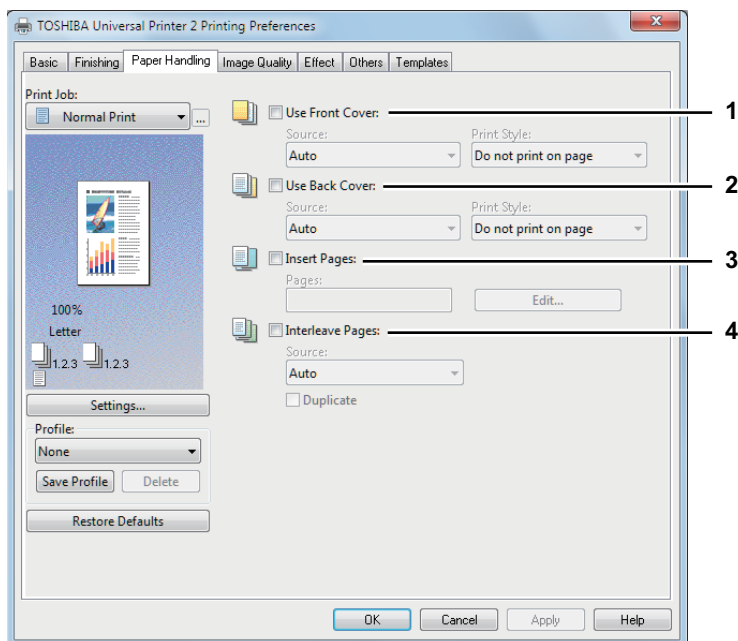 TOSHIBA Universal Printer 2 Printing Preferences
Basic Finishing Paper Handling Image Quality Effect Others Templates
Print Job:
Normal Print ...
100%
Letter
1.2.3 1.2.3
Settings...
Profile:
None
Save Profile Delete
Restore Defaults
Use Front Cover: 1
Source: Print Style:
Auto Do not print on page
Use Back Cover: 2
Source: Print Style:
Auto Do not print on page
Insert Pages: 3
Pages:
Edit...
Interleave Pages: 4
Source:
Auto
Duplicate
OK Cancel Apply Help